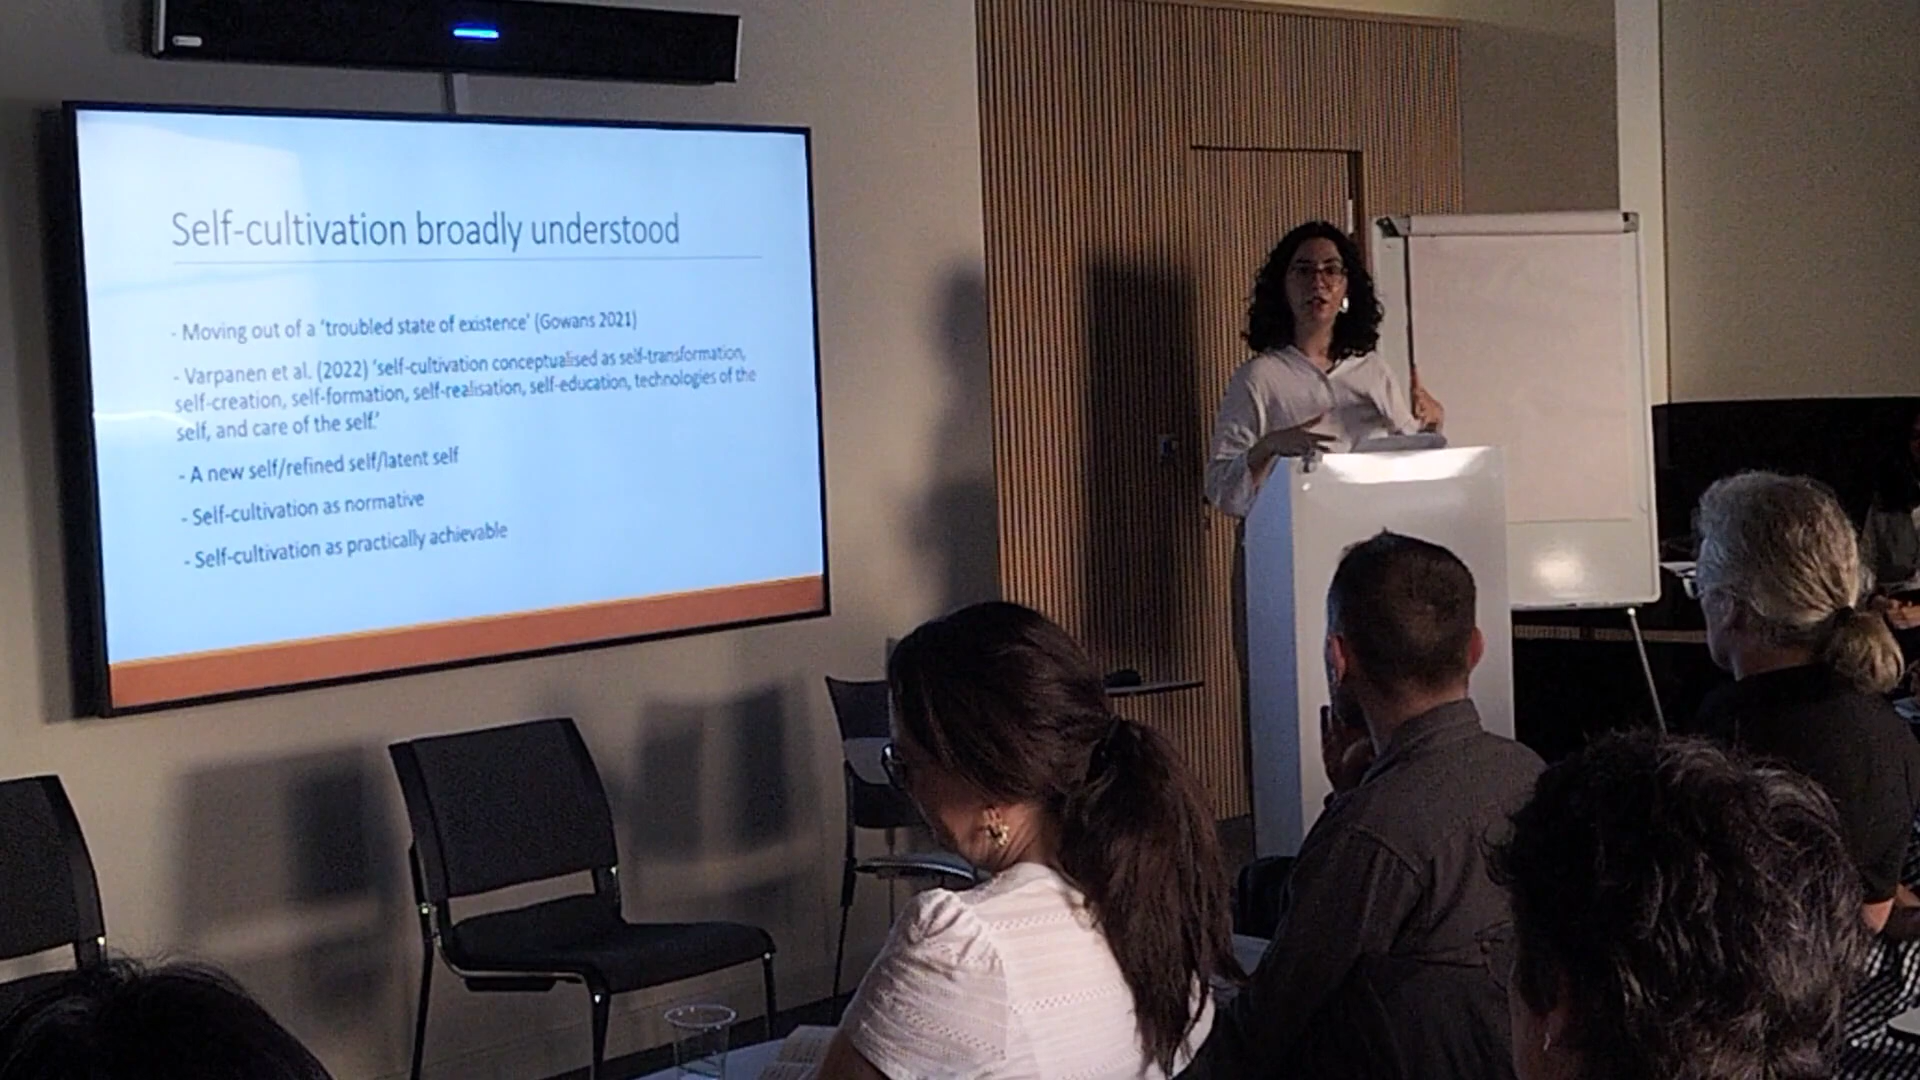 Self-cultivation broadly understood
- Moving out of a 'troubled state of existence' (Gowans 2021)
- Varpanen et al. (2022) 'self-cultivation conceptualised as self-transformation,
self-creation, self-formation, self-realisation, self-education, technologies of the
self, and care of the self.'
- A new self/refined self/latent self
- Self-cultivation as normative
- Self-cultivation as practically achievable